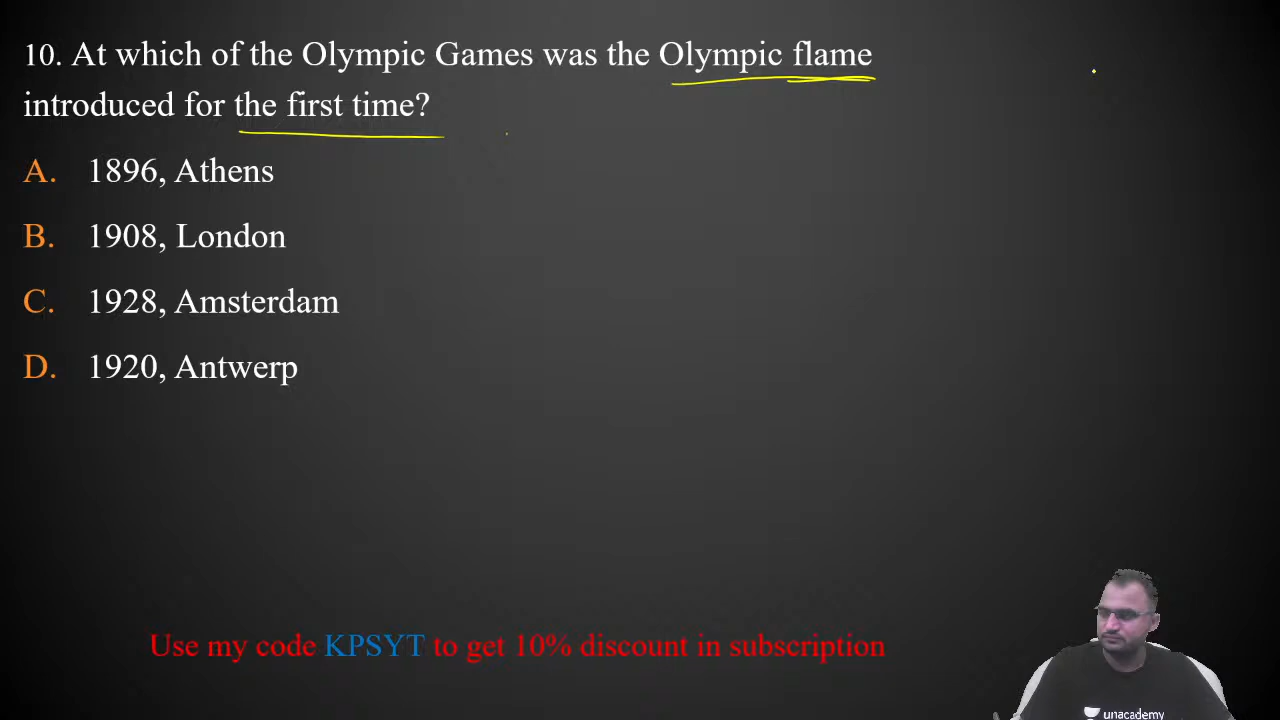 10. At which of the Olympic Games was the Olympic flame
introduced for the first time?
A. 1896, Athens
B. 1908, London
C. 1928, Amsterdam
D. 1920, Antwerp
Use my code KPSYT to get 10% discount in subscription
unacademy